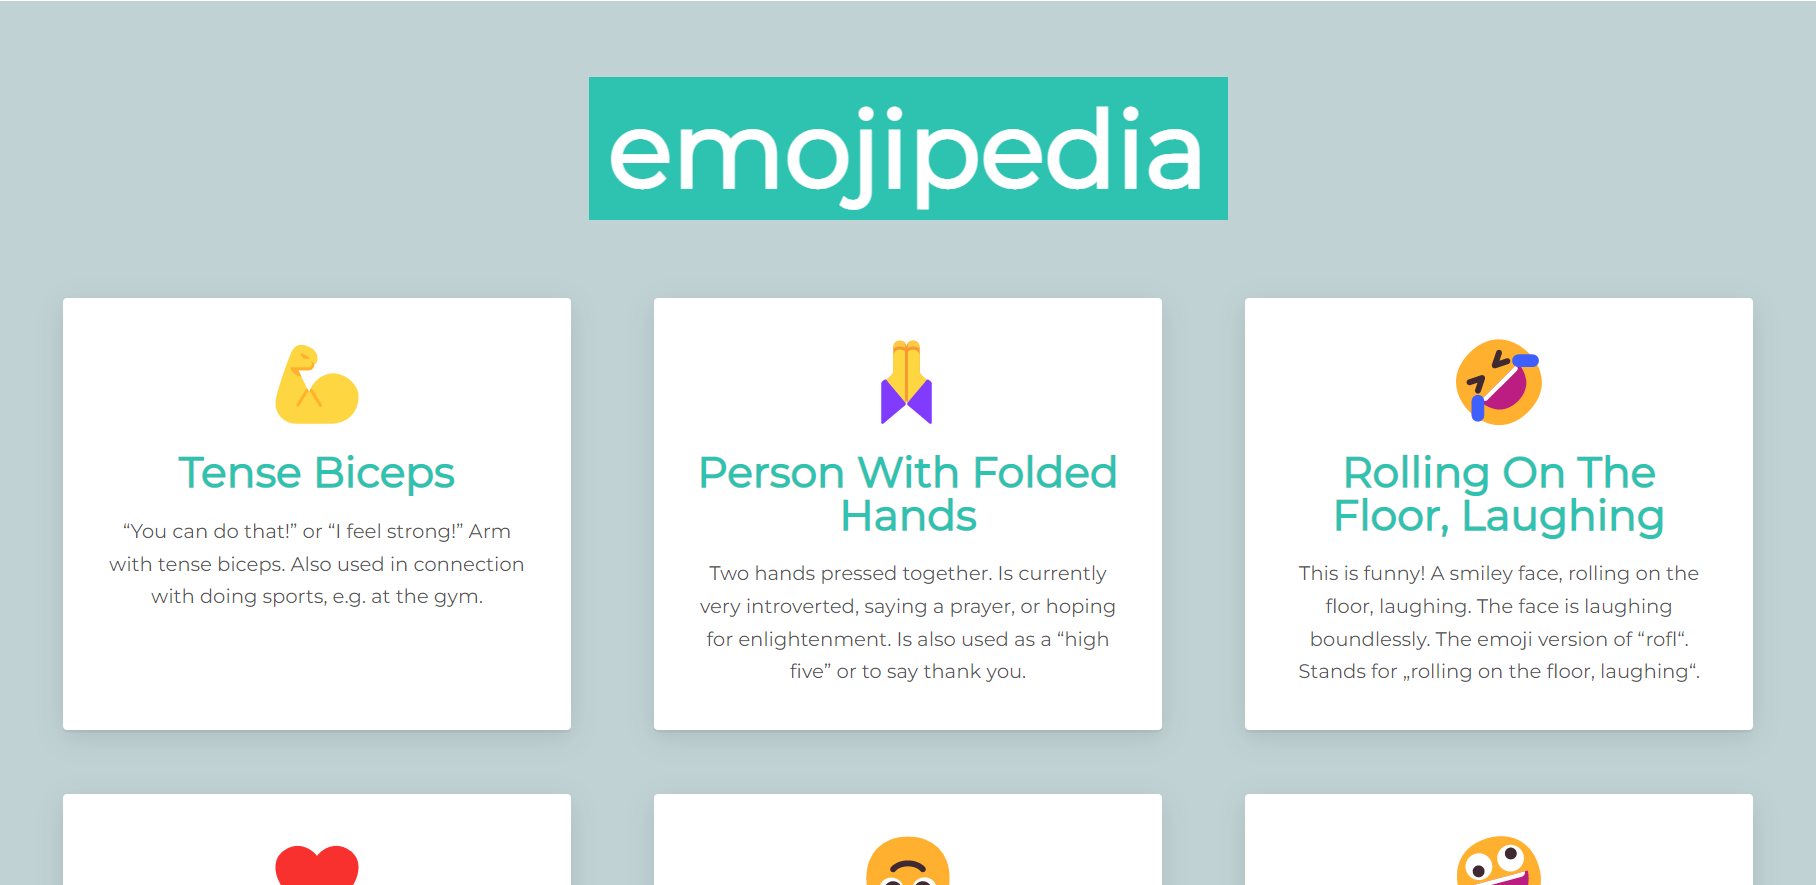 emojipedia
Tense Biceps
“You can do that!” or “I feel strong!” Arm
with tense biceps. Also used in connection
with doing sports, e.g. at the gym.
Person With Folded
Hands
Two hands pressed together. Is currently
very introverted, saying a prayer, or hoping
for enlightenment. Is also used as a “high
five” or to say thank you.
Rolling On The
Floor, Laughing
This is funny! A smiley face, rolling on the
floor, laughing. The face is laughing
boundlessly. The emoji version of “rofl“.
Stands for „rolling on the floor, laughing“.